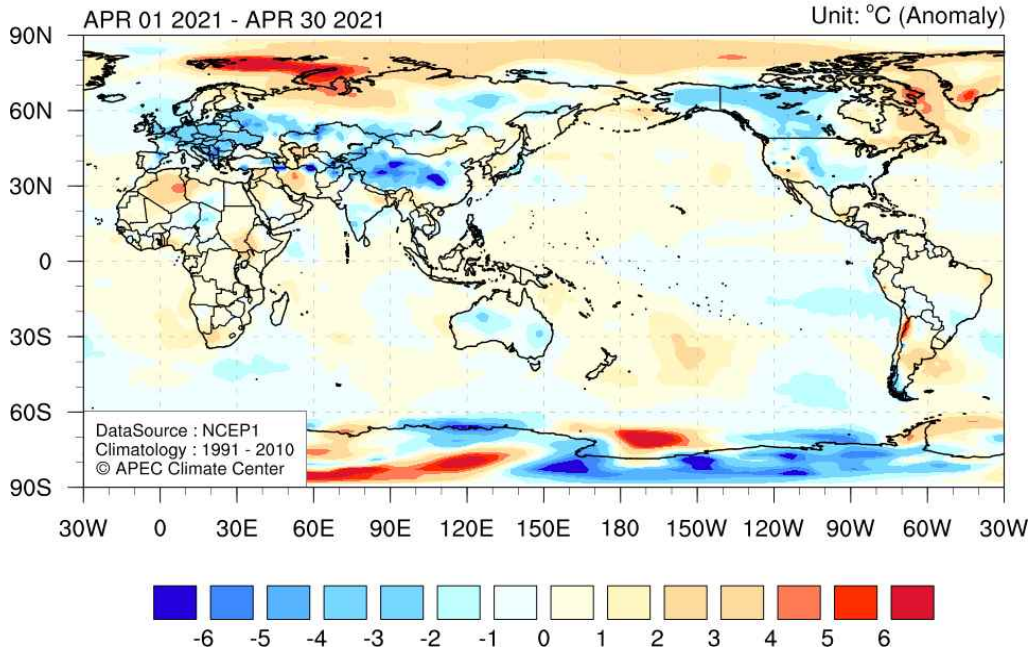 APR 01 2021 - APR 30 2021
Unit: °C (Anomaly)
90N
60N
30N
0
30S
60S
90S
DataSource : NCEP1
Climatology : 1991 - 2010
© APEC Climate Center
30W 0 30E 60E 90E 120E 150E 180 150W 120W 90W 60W 30W
-6 -5 -4 -3 -2 -1 0 1 2 3 4 5 6